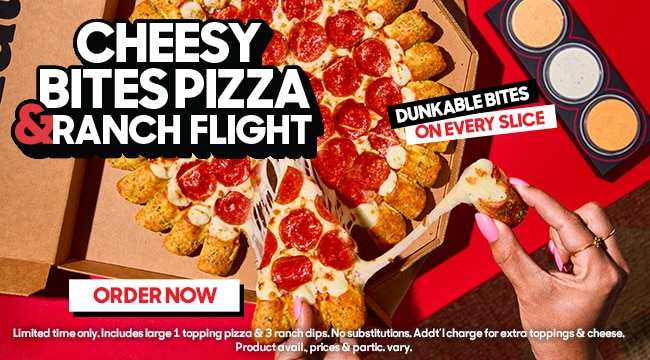 CHEESY
BITES PIZZA
& RANCH FLIGHT
DUNKABLE BITES
ON EVERY SLICE
ORDER NOW
Limited time only. Includes large 1 topping pizza & 3 ranch dips. No substitutions. Addt'l charge for extra toppings & cheese.
Product avail., prices & partic. vary.